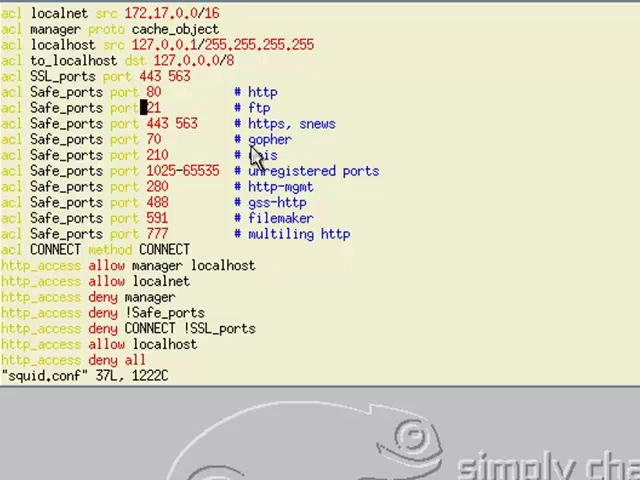 acl localnet src 172.17.0.0/16
acl manager proto cache_object
acl localhost src 127.0.0.1/255.255.255.255
acl to_localhost dst 127.0.0.0/8
acl SSL_ports port 443 563
acl Safe_ports port 80 # http
acl Safe_ports port 21 # ftp
acl Safe_ports port 443 563 # https, snews
acl Safe_ports port 70 # gopher
acl Safe_ports port 210 #
acl Safe_ports port 1025-65535 # unregistered ports
acl Safe_ports port 280 # http-mgmt
acl Safe_ports port 488 # gss-http
acl Safe_ports port 591 # filemaker
acl Safe_ports port 777 # multiling http
acl CONNECT method CONNECT
http_access allow manager localhost
http_access allow localnet
http_access deny manager
http_access deny !Safe_ports
http_access deny CONNECT !SSL_ports
http_access allow localhost
http_access deny all
"squid.conf" 37L, 1222C
simply